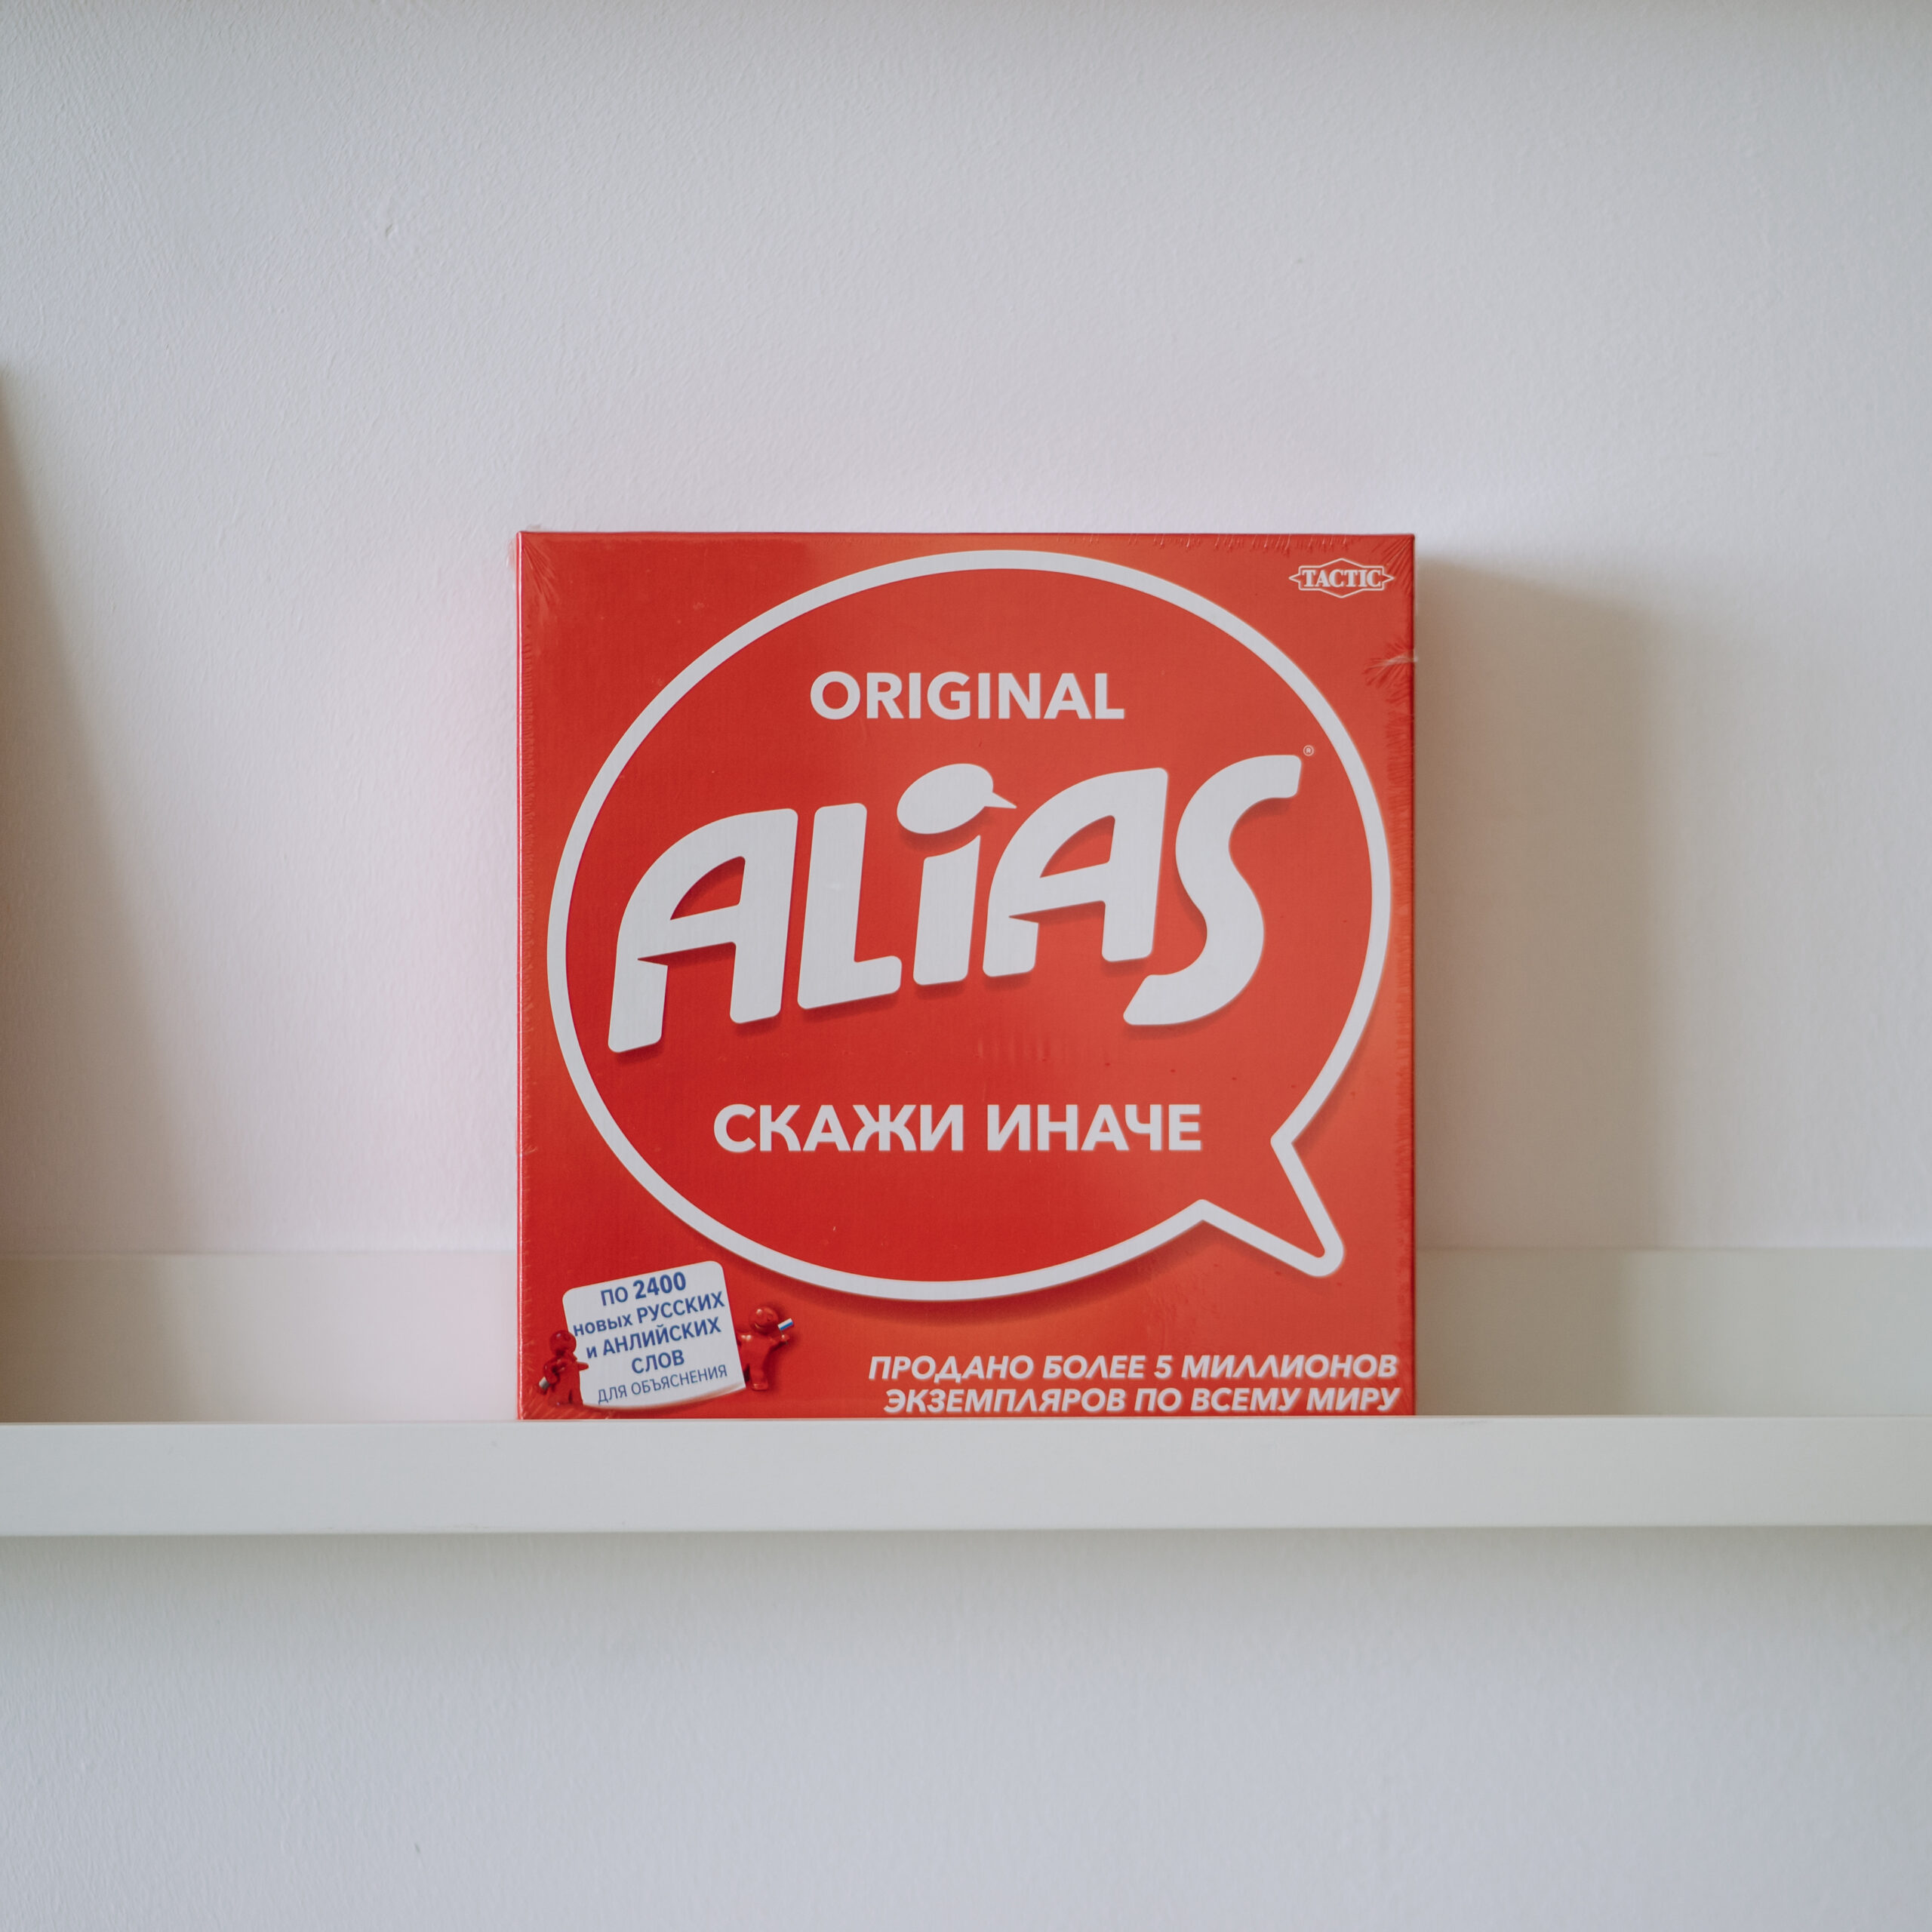 TACTIC
ORIGINAL
ALiAS®
СКАЖИ ИНАЧЕ
ПО 2400
новых РУССКИХ
и АНЛИЙСКИХ
СЛОВ
ДЛЯ ОБЪЯСНЕНИЯ
ПРОДАНО БОЛЕЕ 5 МИЛЛИОНОВ
ЭКЗЕМПЛЯРОВ ПО ВСЕМУ МИРУ